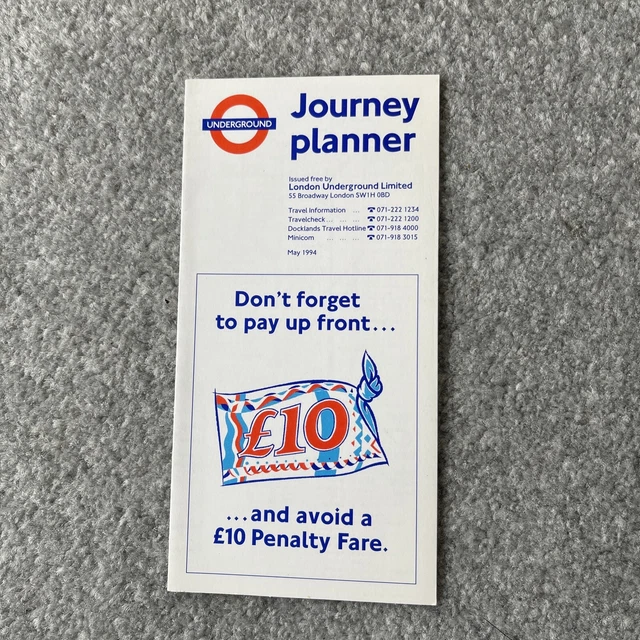 UNDERGROUND
Journey
planner
Issued free by
London Underground Limited
55 Broadway London SW1H 0BD
Travel Information ... ☎ 071-222 1234
Travelcheck ... ... ... ☎ 071-222 1200
Docklands Travel Hotline ☎ 071-918 4000
Minicom ... ... ... ☎ 071-918 3015
May 1994
Don't forget
to pay up front...
£10
...and avoid a
£10 Penalty Fare.